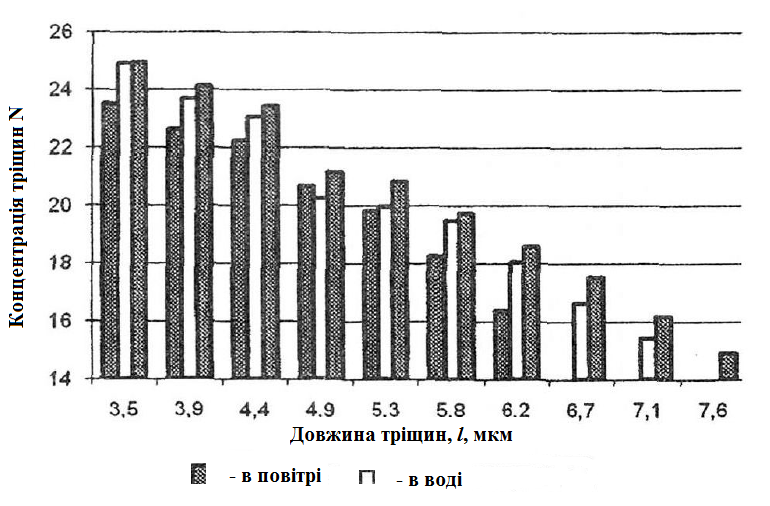 Концентрація тріщин N
26
24
22
20
18
16
14
3,5 3,9 4,4 4.9 5.3 5.8 6.2 6,7 7,1 7,6
Довжина тріщин, l, мкм
- в повітрі - в воді